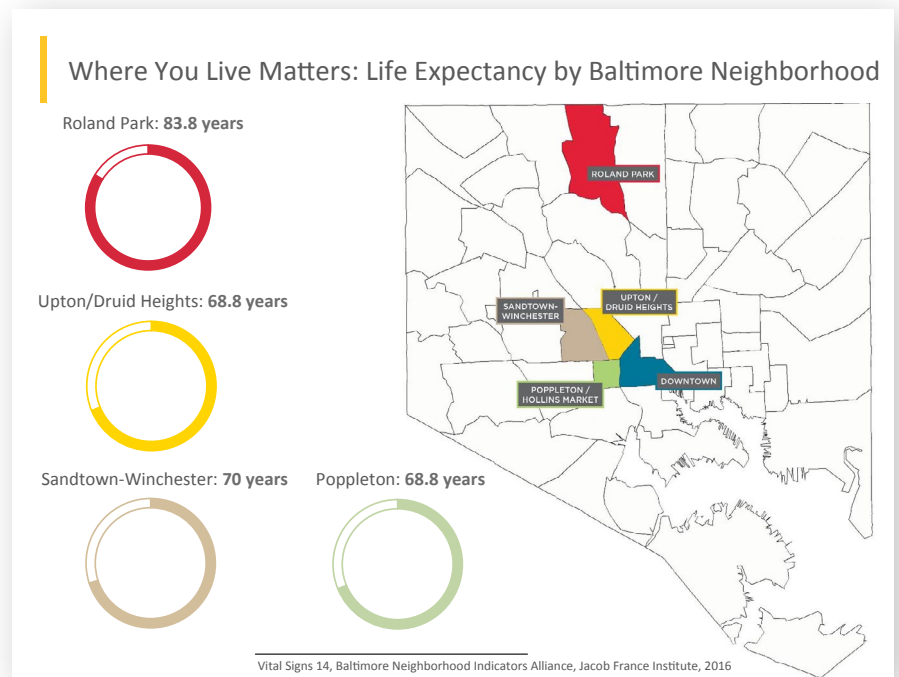 Where You Live Matters: Life Expectancy by Baltimore Neighborhood
Roland Park: 83.8 years
ROLAND PARK
Upton/Druid Heights: 68.8 years
SANDTOWN-
WINCHESTER
UPTON /
DRUID HEIGHTS
DOWNTOWN
POPPLETON /
HOLLINS MARKET
Sandtown-Winchester: 70 years
Poppleton: 68.8 years
Vital Signs 14, Baltimore Neighborhood Indicators Alliance, Jacob France Institute, 2016